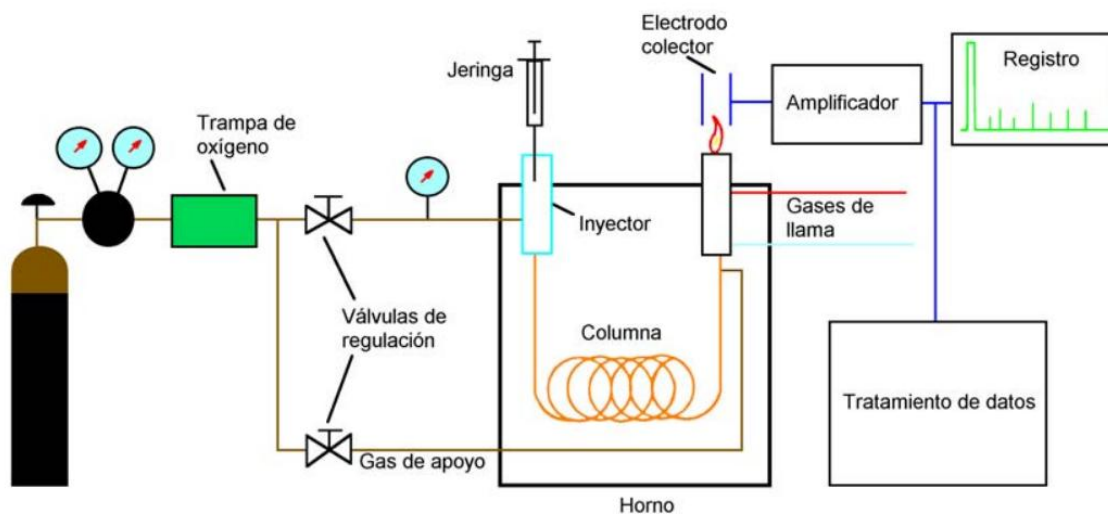 Electrodo
colector
Jeringa
Registro
Amplificador
Trampa de
oxígeno
Inyector
Gases de
llama
Válvulas de
regulación
Columna
Tratamiento de datos
Gas de apoyo
Horno